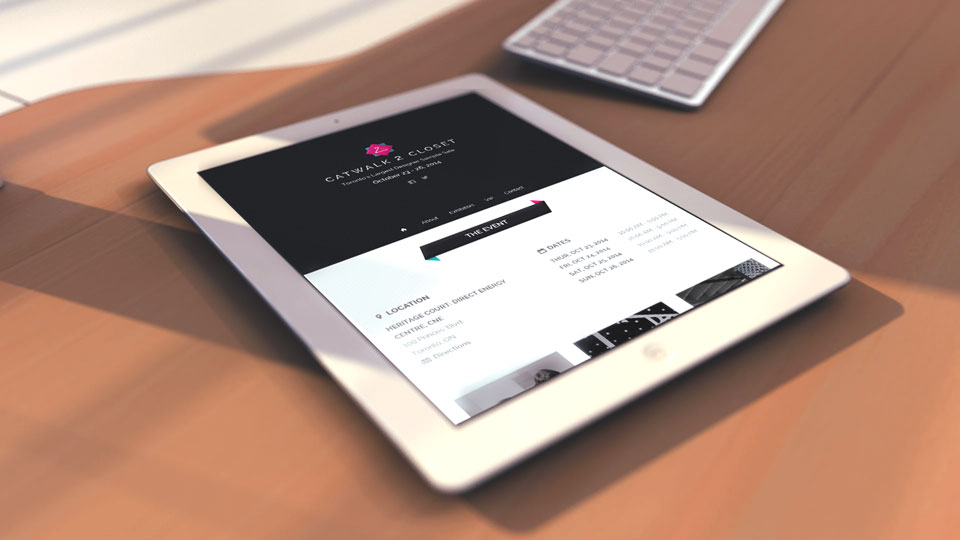 2
CATWALK 2 CLOSET
Toronto's Largest Designer Sample Sale
October 23 - 26, 2014
About Exhibitors VIP Contact
THE EVENT
LOCATION
HERITAGE COURT, DIRECT ENERGY
CENTRE, CNE
100 Princes' Blvd
Toronto, ON
Directions
DATES
THUR, OCT 23, 2014
FRI, OCT 24, 2014
SAT, OCT 25, 2014
SUN, OCT 26, 2014